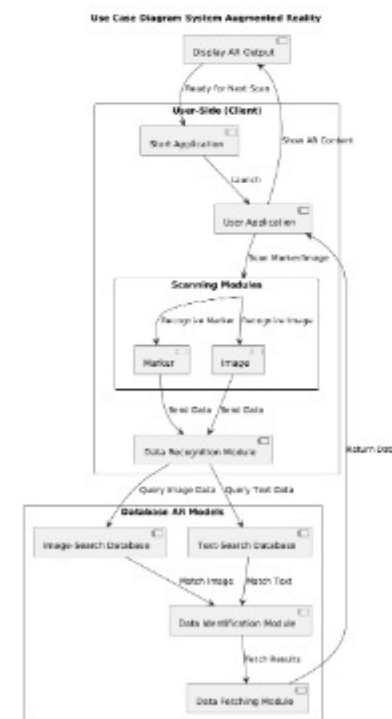 Use Case Diagram System Augmented Reality
Display AR Output
Ready for Next Scan
User-Side (Client)
Start Application
Show AR Content
Launch
User Application
Scan Marker/Image
Scanning Modules
Recognize Marker
Recognize Image
Marker
Image
Send Data
Send Data
Data Recognition Module
Return Dat
Query Image Data
Query Text Data
Database AR Models
Image-Search Database
Text-Search Database
Match Image
Match Text
Data Identification Module
Fetch Results
Data Fetching Module